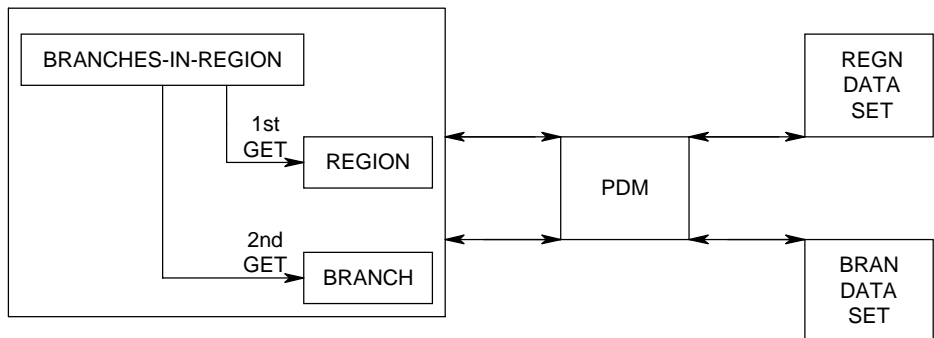 BRANCHES-IN-REGION
1st
GET
REGION
2nd
GET
BRANCH
PDM
REGN
DATA
SET
BRAN
DATA
SET